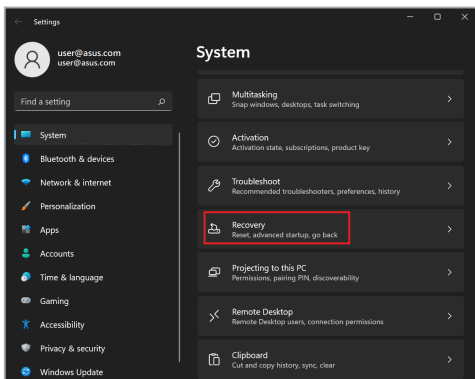 Settings
user@asus.com
user@asus.com
Find a setting
System
Bluetooth & devices
Network & internet
Personalization
Apps
Accounts
Time & language
Gaming
Accessibility
Privacy & security
Windows Update
System
Multitasking
Snap windows, desktops, task switching
Activation
Activation state, subscriptions, product key
Troubleshoot
Recommended troubleshooters, preferences, history
Recovery
Reset, advanced startup, go back
Projecting to this PC
Permissions, pairing PIN, discoverability
Remote Desktop
Remote Desktop users, connection permissions
Clipboard
Cut and copy history, sync, clear